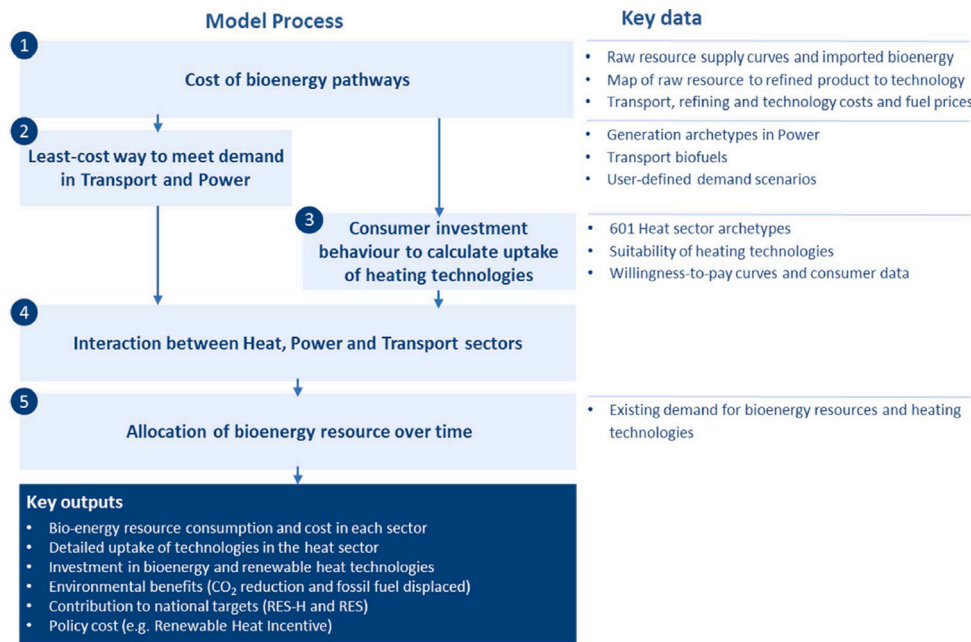 Model Process
Key data
1
Cost of bioenergy pathways
• Raw resource supply curves and imported bioenergy
• Map of raw resource to refined product to technology
• Transport, refining and technology costs and fuel prices
2
Least-cost way to meet demand
in Transport and Power
• Generation archetypes in Power
• Transport biofuels
• User-defined demand scenarios
3
Consumer investment
behaviour to calculate uptake
of heating technologies
• 601 Heat sector archetypes
• Suitability of heating technologies
• Willingness-to-pay curves and consumer data
4
Interaction between Heat, Power and Transport sectors
5
Allocation of bioenergy resource over time
• Existing demand for bioenergy resources and heating
technologies
Key outputs
• Bio-energy resource consumption and cost in each sector
• Detailed uptake of technologies in the heat sector
• Investment in bioenergy and renewable heat technologies
• Environmental benefits (CO₂ reduction and fossil fuel displaced)
• Contribution to national targets (RES-H and RES)
• Policy cost (e.g. Renewable Heat Incentive)